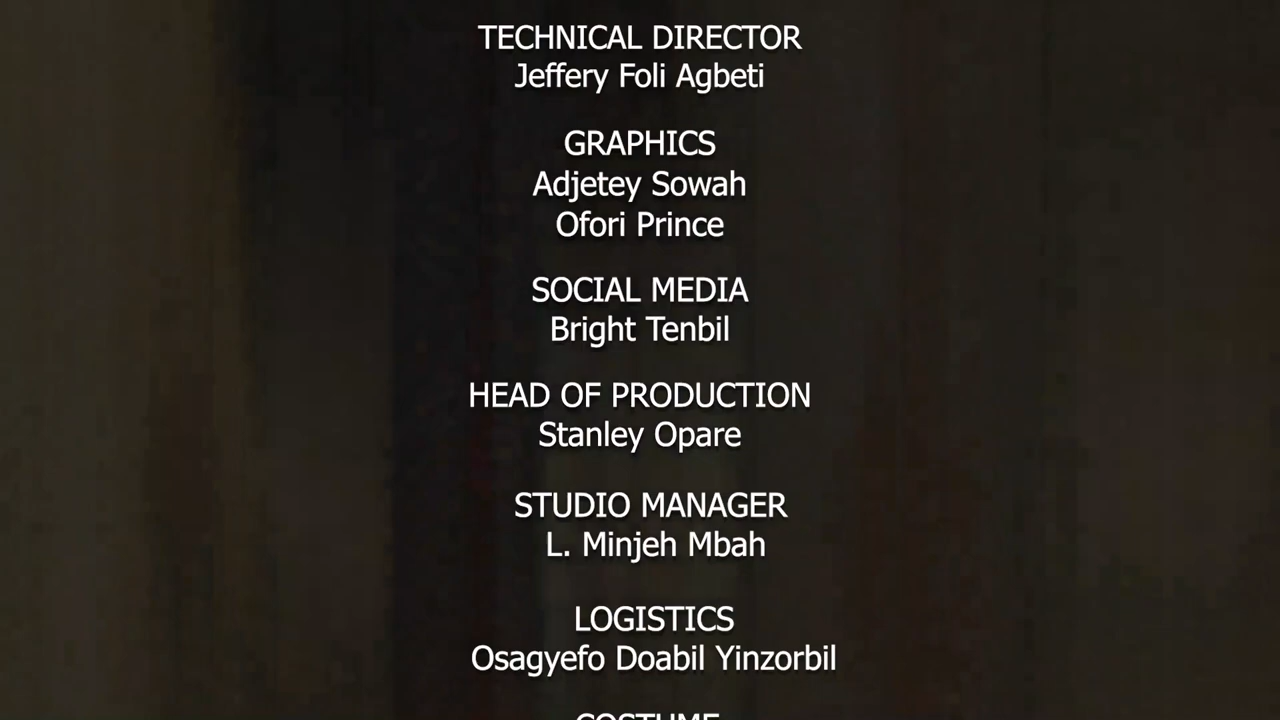 TECHNICAL DIRECTOR
Jeffery Foli Agbeti
GRAPHICS
Adjetey Sowah
Ofori Prince
SOCIAL MEDIA
Bright Tenbil
HEAD OF PRODUCTION
Stanley Opare
STUDIO MANAGER
L. Minjeh Mbah
LOGISTICS
Osagyefo Doabil Yinzorbil
COSTUME